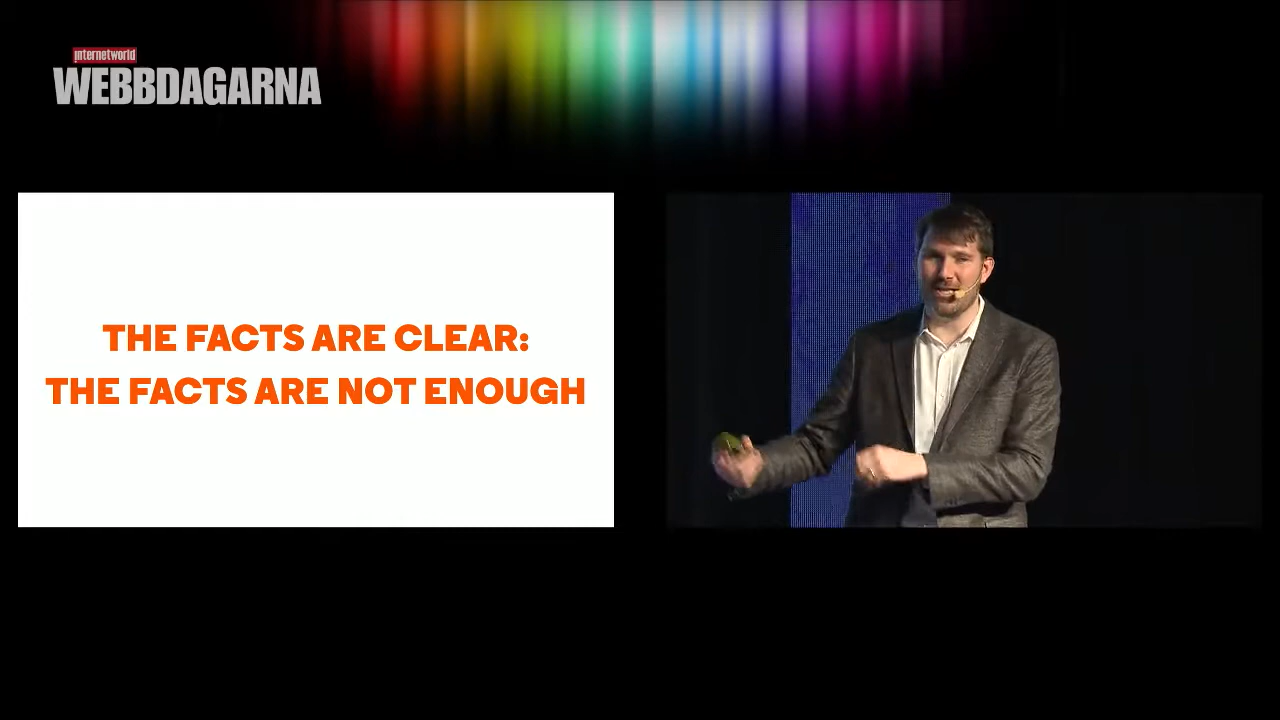 internetworld
WEBBDAGARNA
THE FACTS ARE CLEAR:
THE FACTS ARE NOT ENOUGH